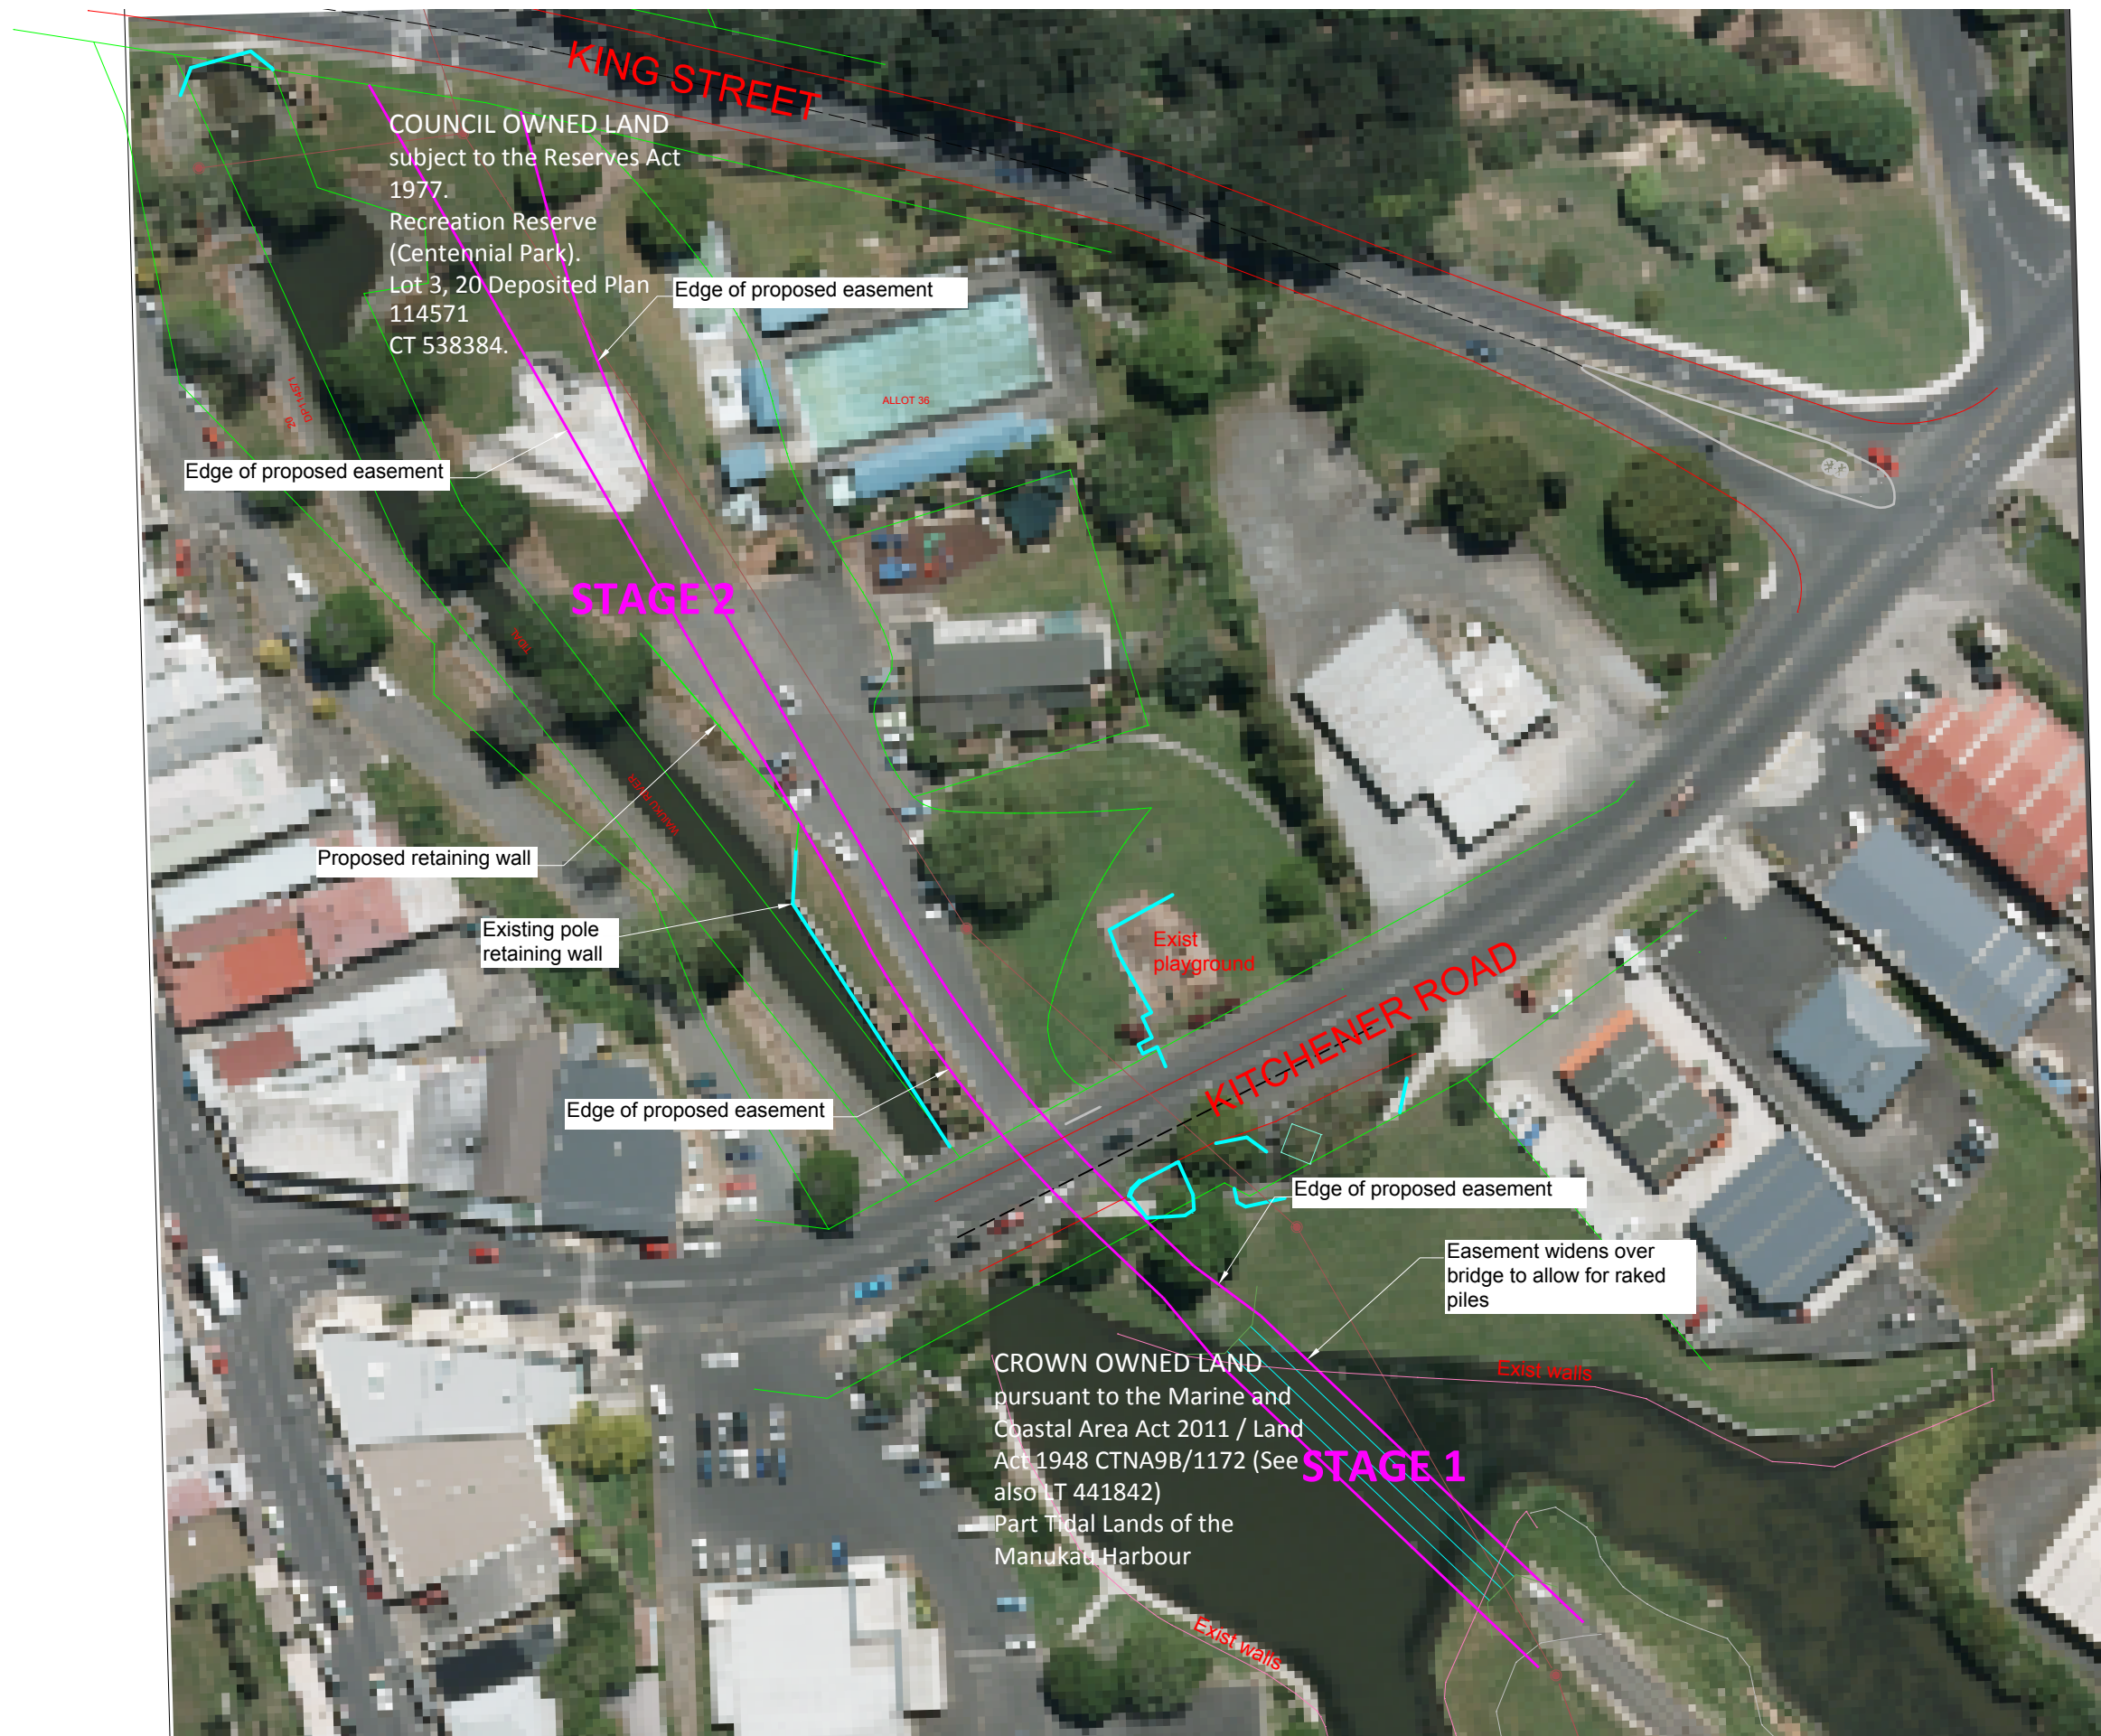 KING STREET
COUNCIL OWNED LAND
subject to the Reserves Act
1977.
Recreation Reserve
(Centennial Park).
Lot 3, 20 Deposited Plan
114571
CT 538384.
Edge of proposed easement
ALLOT 36
DP114571
20
Edge of proposed easement
STAGE 2
TIDAL
WAIUKU RIVER
Proposed retaining wall
Existing pole
retaining wall
Exist
playground
KITCHENER ROAD
Edge of proposed easement
Edge of proposed easement
Easement widens over
bridge to allow for raked
piles
CROWN OWNED LAND
pursuant to the Marine and
Coastal Area Act 2011 / Land
Act 1948 CTNA9B/1172 (See
also LT 441842)
Part Tidal Lands of the
Manukau Harbour
Exist walls
STAGE 1
Exist walls